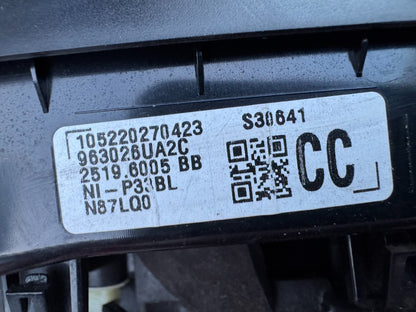 105220270423
963026UA2C
2519.6005 BB
NI-P33BL
N87LQ0
S30641
CC